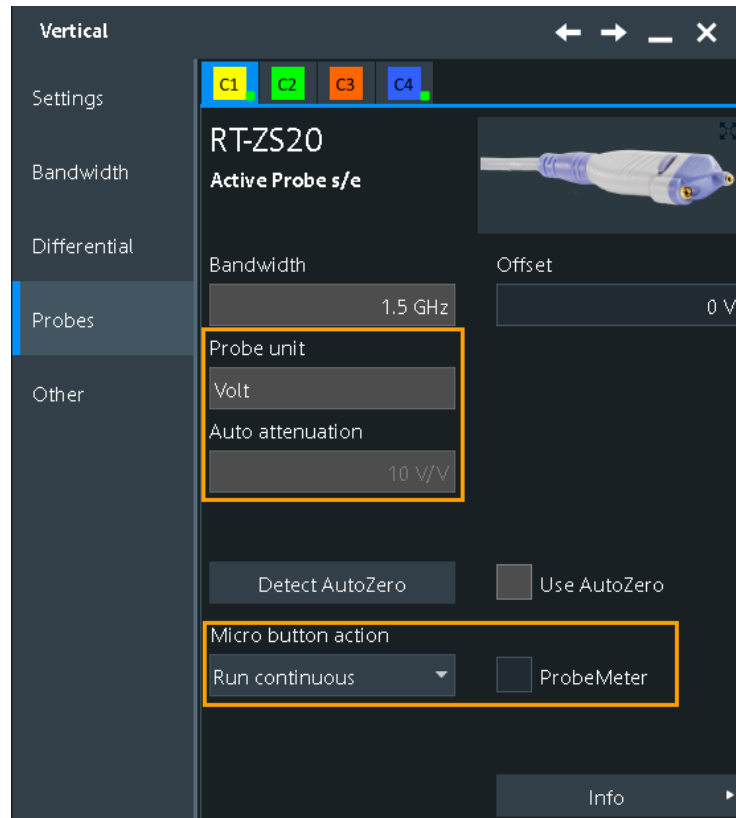 Vertical
Settings
Bandwidth
Differential
Probes
Other
C1 C2 C3 C4
RT-ZS20
Active Probe s/e
Bandwidth Offset
1.5 GHz 0 V
Probe unit
Volt
Auto attenuation
10 V/V
Detect AutoZero Use AutoZero
Micro button action
Run continuous ProbeMeter
Info